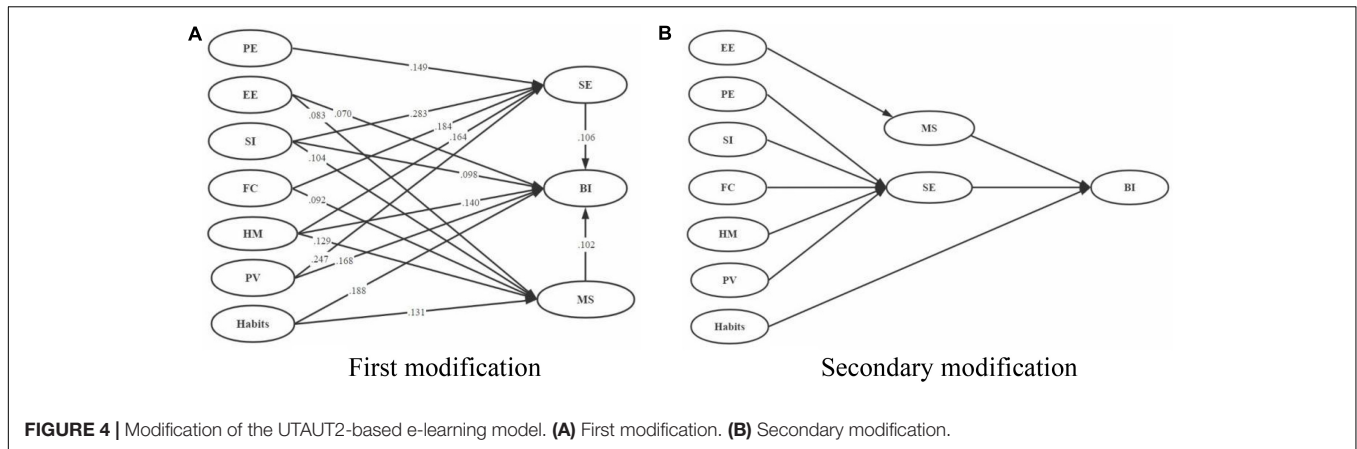 A
PE
EE
SI
FC
HM
PV
Habits
.149
.070
.083
.283
.184
.164
.104
.098
.092
.140
.129
.247
.168
.188
.131
SE
.106
BI
.102
MS
First modification
B
EE
PE
SI
FC
HM
PV
Habits
MS
SE
BI
Secondary modification
FIGURE 4 | Modification of the UTAUT2-based e-learning model. (A) First modification. (B) Secondary modification.